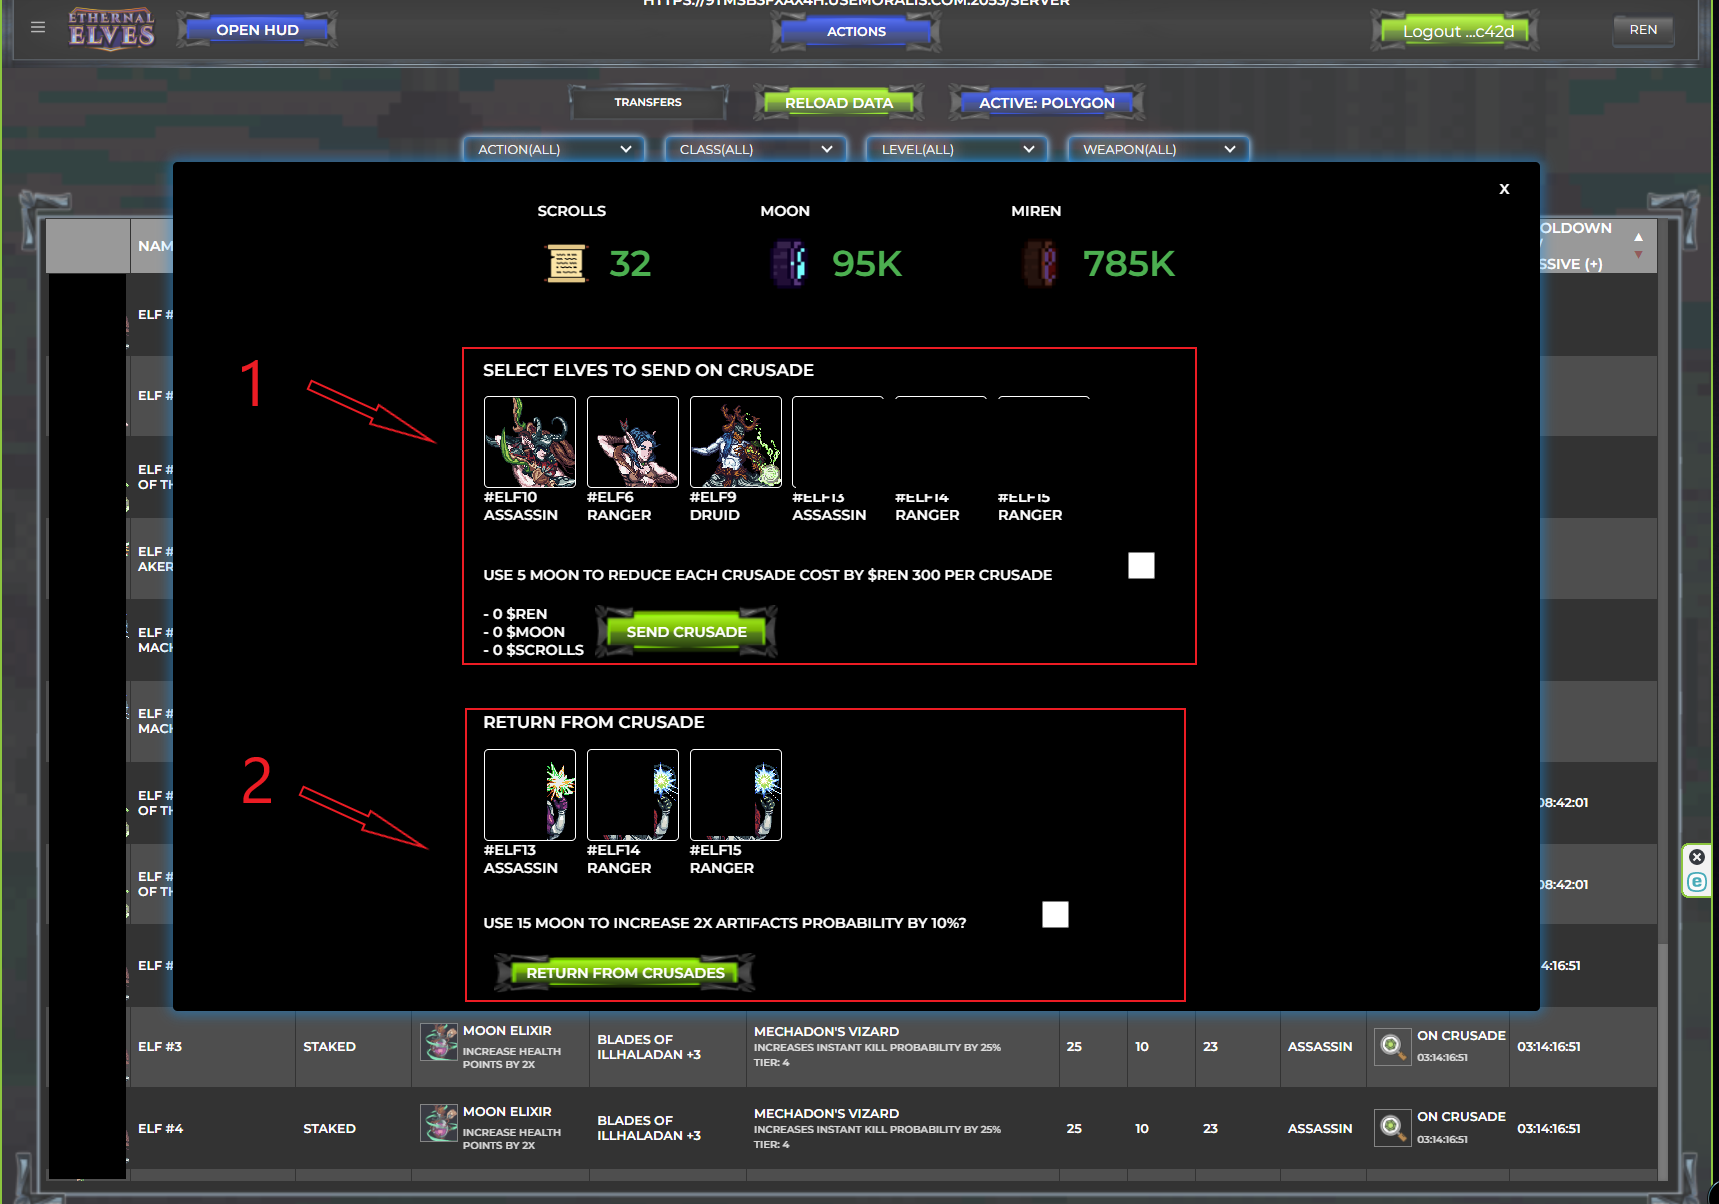 HTTPS://9TMSBSFXAX4H.USEMORALIS.COM:2053/SERVER
ETHERNAL
ELVES
OPEN HUD
ACTIONS
Logout ...c42d
REN
TRANSFERS
RELOAD DATA
ACTIVE: POLYGON
ACTION(ALL)
CLASS(ALL)
LEVEL(ALL)
WEAPON(ALL)
X
SCROLLS
MOON
MIREN
32
95K
785K
NAM
OLDOWN
SSIVE (+)
1
SELECT ELVES TO SEND ON CRUSADE
#ELF10
ASSASSIN
#ELF6
RANGER
#ELF9
DRUID
#ELF13
ASSASSIN
#ELF14
RANGER
#ELF15
RANGER
USE 5 MOON TO REDUCE EACH CRUSADE COST BY $REN 300 PER CRUSADE
- 0 $REN
- 0 $MOON
- 0 $SCROLLS
SEND CRUSADE
2
RETURN FROM CRUSADE
#ELF13
ASSASSIN
#ELF14
RANGER
#ELF15
RANGER
USE 15 MOON TO INCREASE 2X ARTIFACTS PROBABILITY BY 10%?
RETURN FROM CRUSADES
ELF #
ELF #
ELF #
OF TH
ELF #
AKER
ELF #
MACH
ELF #
MACH
ELF #
OF TH
08:42:01
ELF #
OF TH
08:42:01
ELF #
4:16:51
ELF #3
STAKED
MOON ELIXIR
INCREASE HEALTH
POINTS BY 2X
BLADES OF
ILLHALADAN +3
MECHADON'S VIZARD
INCREASES INSTANT KILL PROBABILITY BY 25%
TIER: 4
25
10
23
ASSASSIN
ON CRUSADE
03:14:16:51
03:14:16:51
ELF #4
STAKED
MOON ELIXIR
INCREASE HEALTH
POINTS BY 2X
BLADES OF
ILLHALADAN +3
MECHADON'S VIZARD
INCREASES INSTANT KILL PROBABILITY BY 25%
TIER: 4
25
10
23
ASSASSIN
ON CRUSADE
03:14:16:51
03:14:16:51